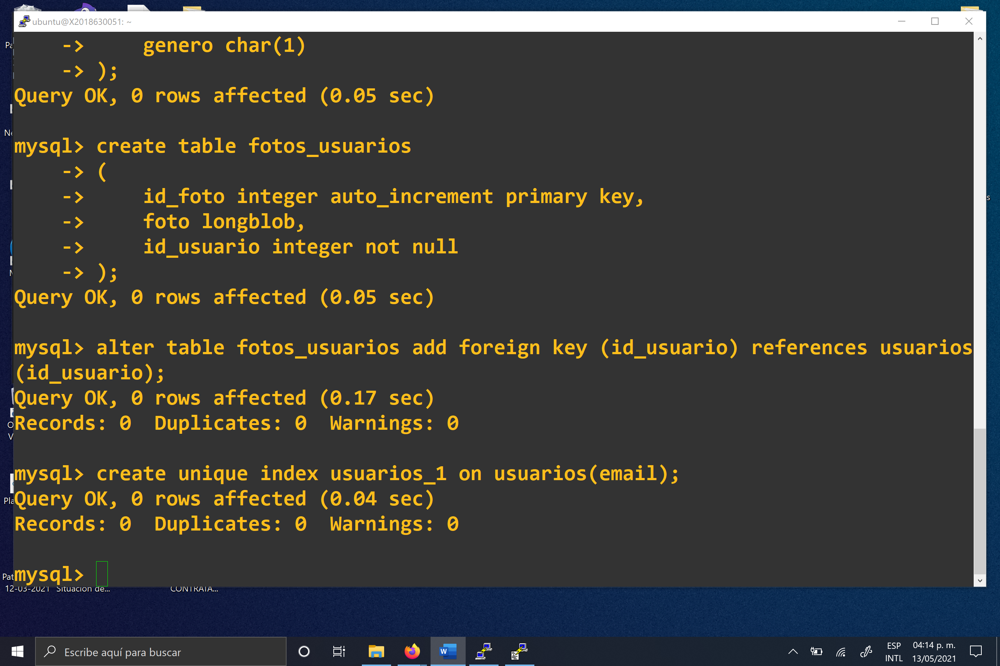 ubuntu@X2018630051: ~
    ->     genero char(1)
    -> );
Query OK, 0 rows affected (0.05 sec)
mysql> create table fotos_usuarios
    -> (
    ->     id_foto integer auto_increment primary key,
    ->     foto longblob,
    ->     id_usuario integer not null
    -> );
Query OK, 0 rows affected (0.05 sec)
mysql> alter table fotos_usuarios add foreign key (id_usuario) references usuarios
(id_usuario);
Query OK, 0 rows affected (0.17 sec)
Records: 0  Duplicates: 0  Warnings: 0
mysql> create unique index usuarios_1 on usuarios(email);
Query OK, 0 rows affected (0.04 sec)
Records: 0  Duplicates: 0  Warnings: 0
mysql>
12-03-2021 Situación de... CONTRATA...
Escribe aquí para buscar
ESP
INTL
04:14 p. m.
13/05/2021